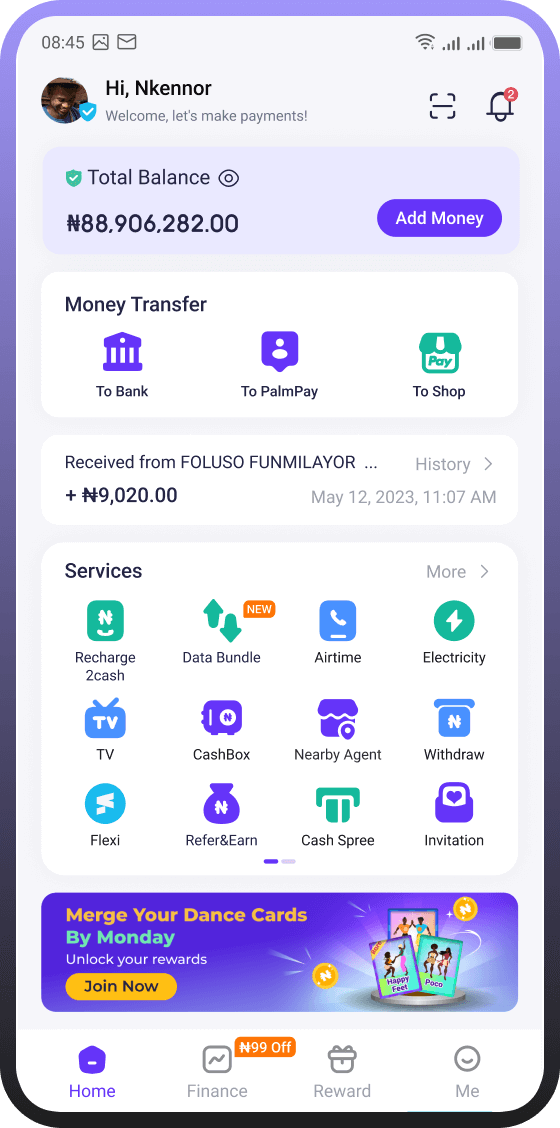 08:45
Hi, Nkennor
Welcome, let's make payments!
2
Total Balance
₦88,906,282.00
Add Money
Money Transfer
To Bank
To PalmPay
Pay
To Shop
Received from FOLUSO FUNMILAYOR ...
History
+ ₦9,020.00
May 12, 2023, 11:07 AM
Services
More
₦
NEW
Recharge
2cash
Data Bundle
Airtime
Electricity
TV
₦
₦
TV
CashBox
Nearby Agent
Withdraw
₦
Flexi
Refer&Earn
Cash Spree
Invitation
Merge Your Dance Cards
By Monday
Unlock your rewards
Join Now
Happy
Feet
Poco
₦99 Off
Home
Finance
Reward
Me